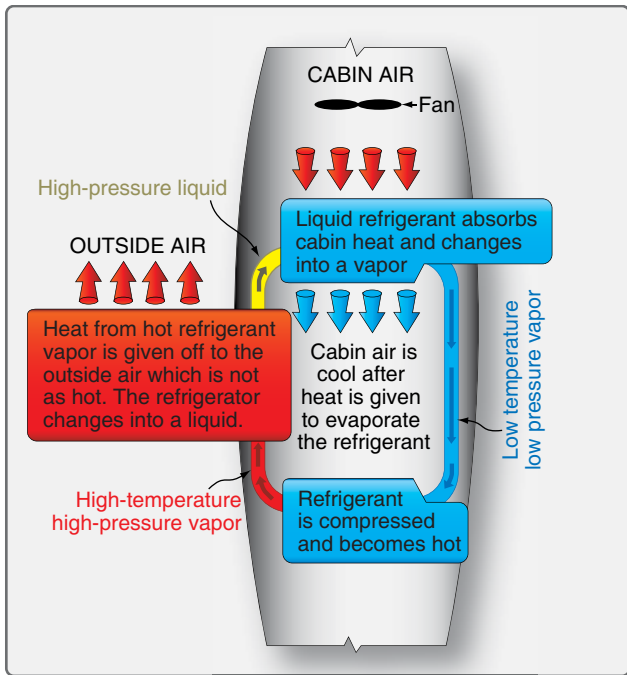 CABIN AIR
Fan
High-pressure liquid
Liquid refrigerant absorbs
cabin heat and changes
into a vapor
OUTSIDE AIR
Heat from hot refrigerant
vapor is given off to the
outside air which is not
as hot. The refrigerator
changes into a liquid.
Cabin air is
cool after
heat is given
to evaporate
the refrigerant
Low temperature
low pressure vapor
High-temperature
high-pressure vapor
Refrigerant
is compressed
and becomes hot